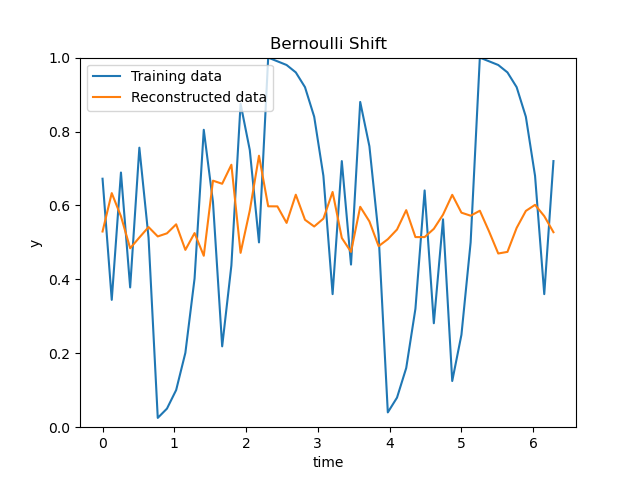 Bernoulli Shift
Training data
Reconstructed data
1.0
0.8
0.6
0.4
0.2
0.0
y
0 1 2 3 4 5 6
time